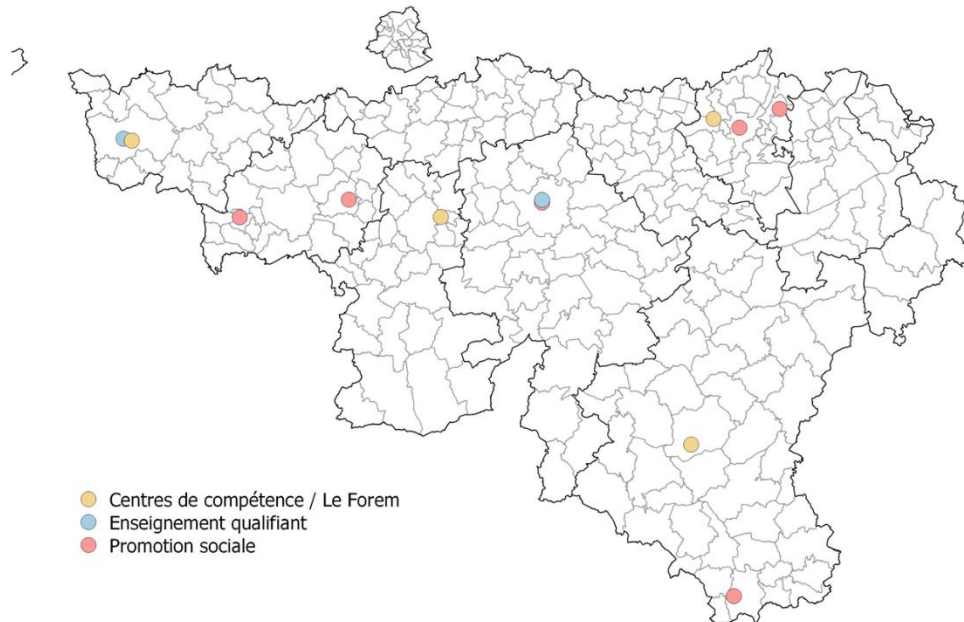 Centres de compétence / Le Forem
Enseignement qualifiant
Promotion sociale